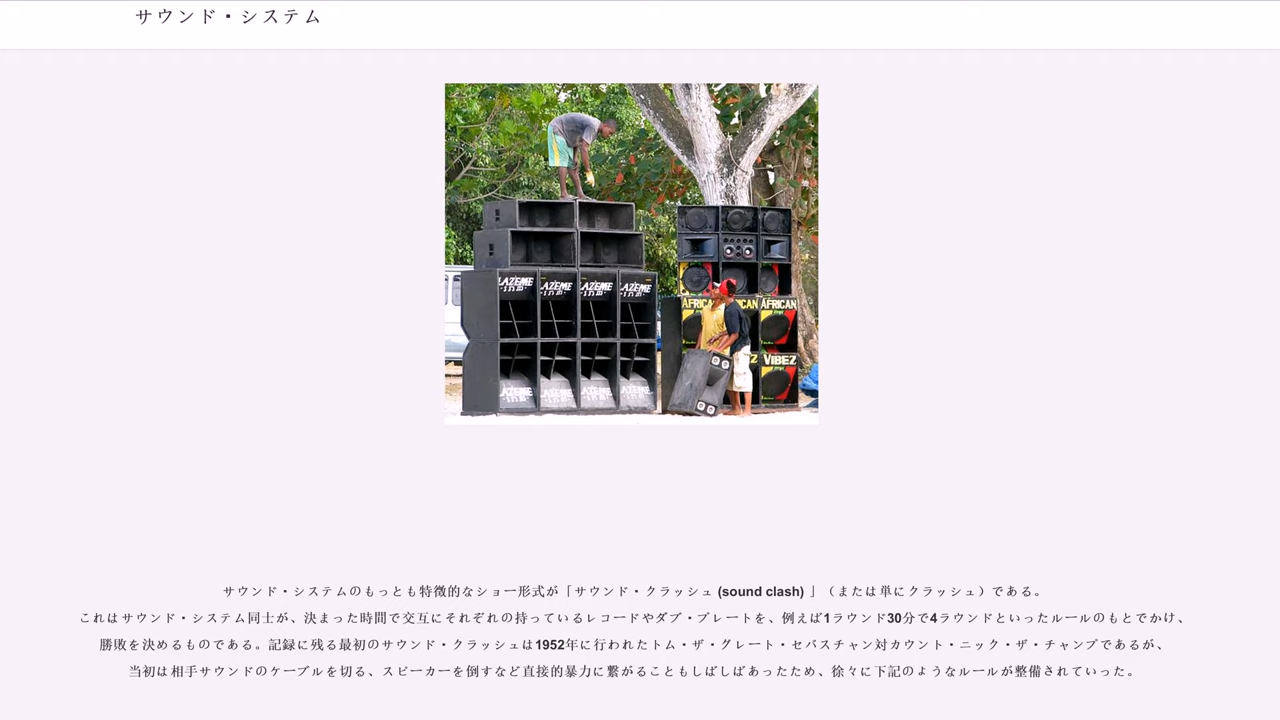 サウンド・システム
LAZEME LAZEME LAZEME LAZEME
AFRICAN AFRICAN
VIBEZ
LAZEME LAZEME LAZEME LAZEME
サウンド・システムのもっとも特徴的なショー形式が「サウンド・クラッシュ (sound clash) 」（または単にクラッシュ）である。
これはサウンド・システム同士が、決まった時間で交互にそれぞれの持っているレコードやダブ・プレートを、例えば1ラウンド30分で4ラウンドといったルールのもとでかけ、
勝敗を決めるものである。記録に残る最初のサウンド・クラッシュは1952年に行われたトム・ザ・グレート・セバスチャン対カウント・ニック・ザ・チャンプであるが、
当初は相手サウンドのケーブルを切る、スピーカーを倒すなど直接的暴力に繋がることもしばしばあったため、徐々に下記のようなルールが整備されていった。